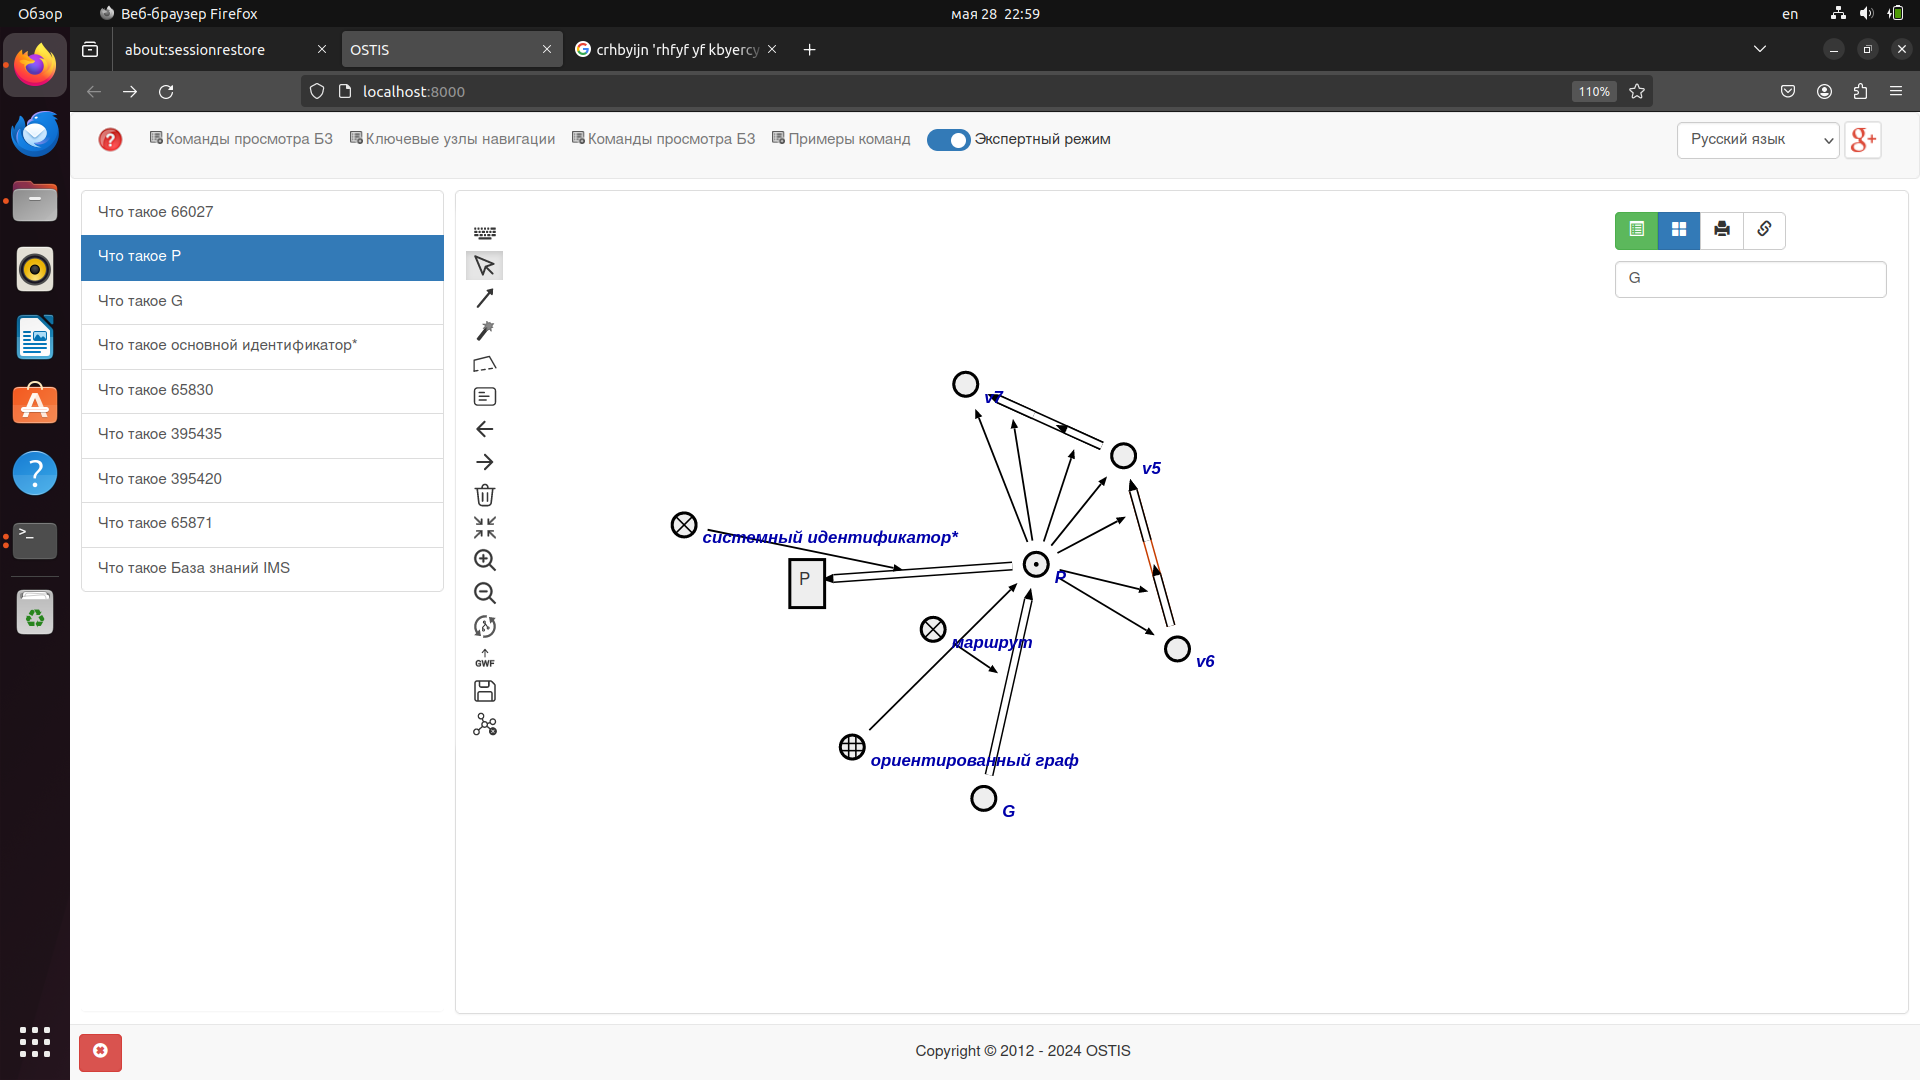 Обзор
Веб-браузер Firefox
мая 28 22:59
en
about:sessionrestore
OSTIS
crhbyijn 'rhfyf yf kbyercy
localhost:8000
110%
Команды просмотра БЗ
Ключевые узлы навигации
Команды просмотра БЗ
Примеры команд
Экспертный режим
Русский язык
g+
Что такое 66027
Что такое P
Что такое G
Что такое основной идентификатор*
Что такое 65830
Что такое 395435
Что такое 395420
Что такое 65871
Что такое База знаний IMS
GWF
G
v7
v5
системный идентификатор*
P
P
маршрут
v6
ориентированный граф
G
Copyright © 2012 - 2024 OSTIS